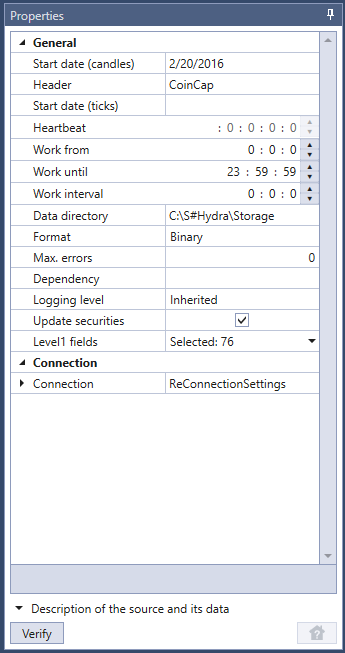 Properties
General
Start date (candles) 2/20/2016
Header CoinCap
Start date (ticks)
Heartbeat : 0 : 0 : 0 : 0
Work from 0 : 0 : 0
Work until 23 : 59 : 59
Work interval 0 : 0 : 0
Data directory C:\S#Hydra\Storage
Format Binary
Max. errors 0
Dependency
Logging level Inherited
Update securities
Level1 fields Selected: 76
Connection
Connection ReConnectionSettings
Description of the source and its data
Verify
?